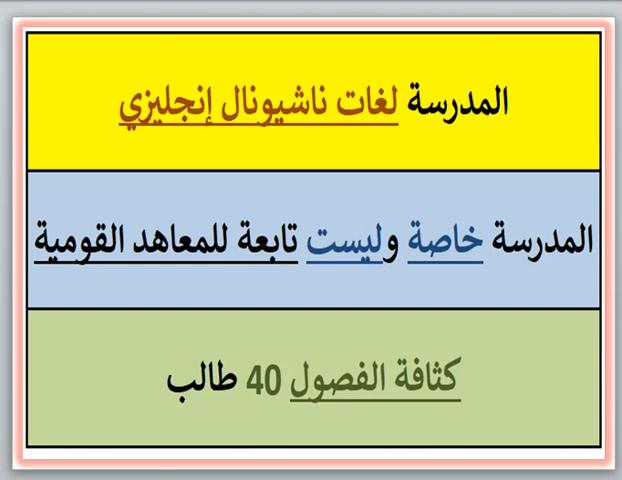 المدرسة لغات ناشيونال إنجليزي
المدرسة خاصة وليست تابعة للمعاهد القومية
كثافة الفصول 40 طالب